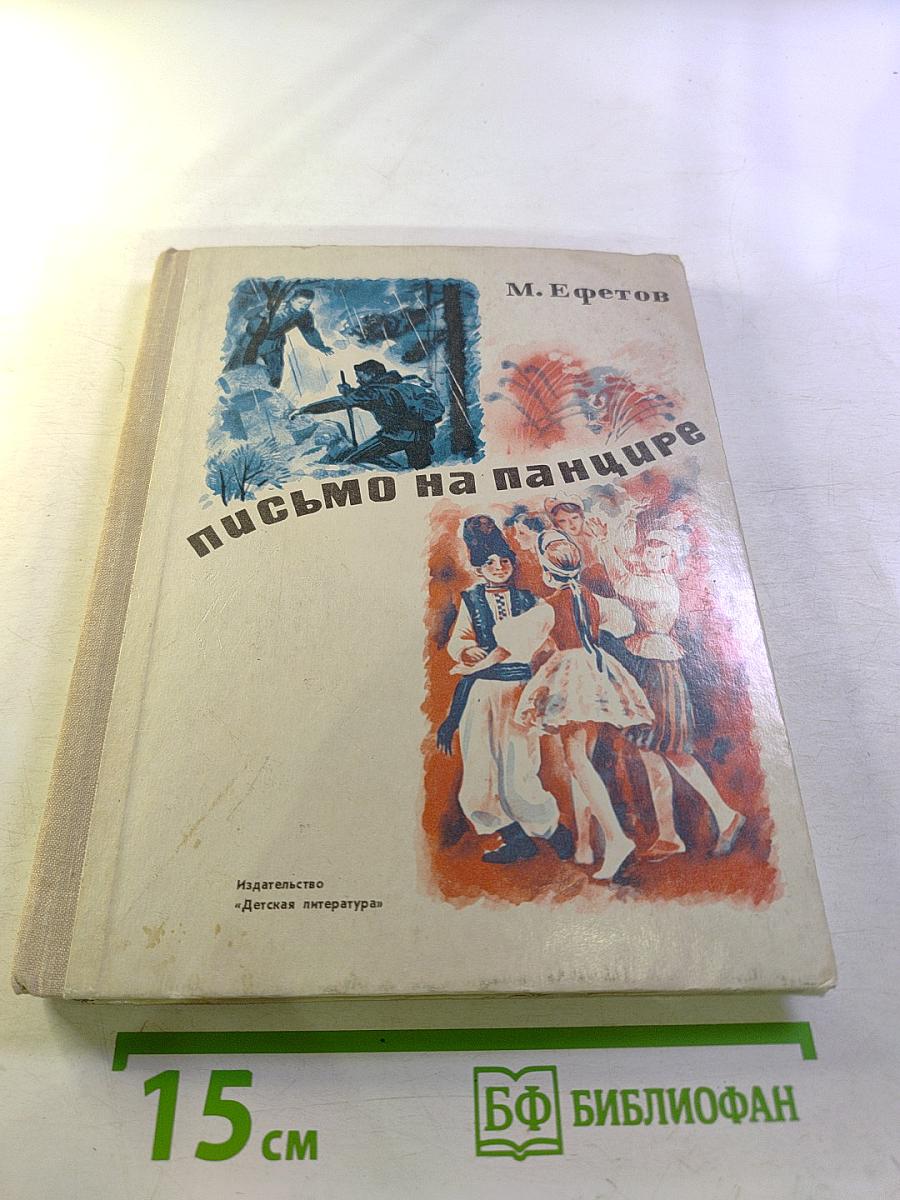 М. Ефетов
письмо на панцире
Издательство
«Детская литература»
15 см
БФ БИБЛИОФАН